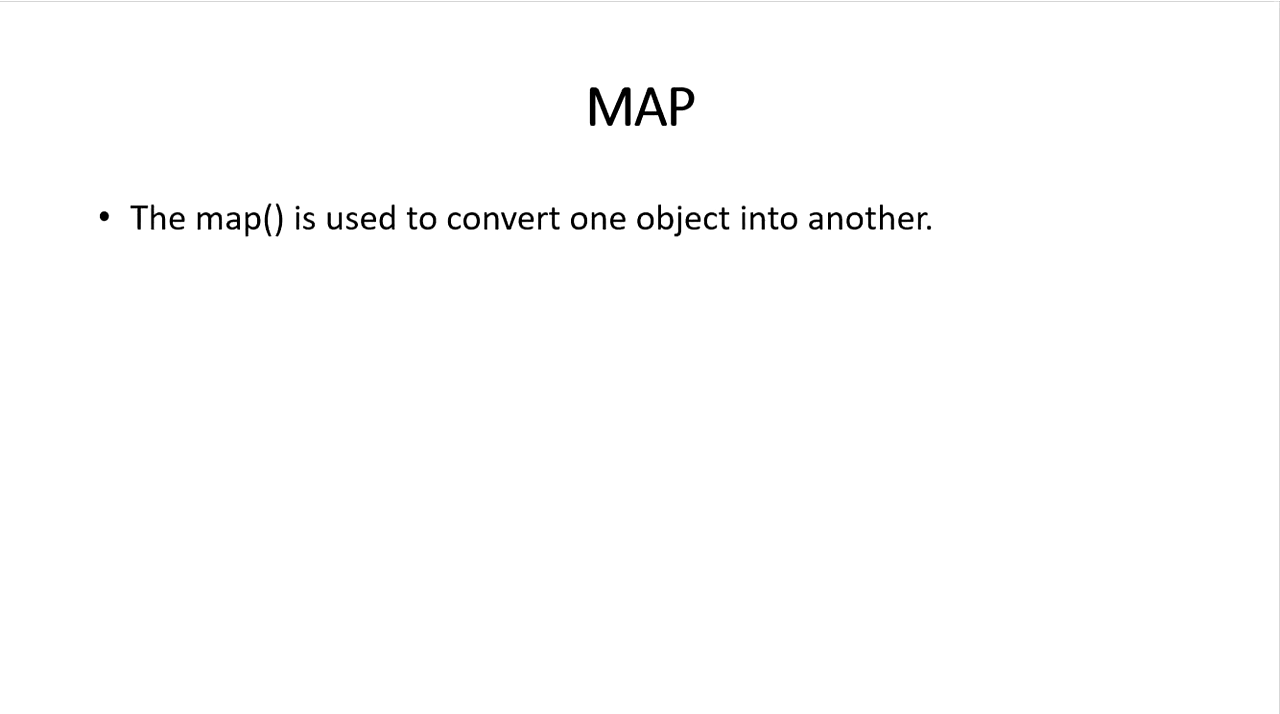 MAP
• The map() is used to convert one object into another.